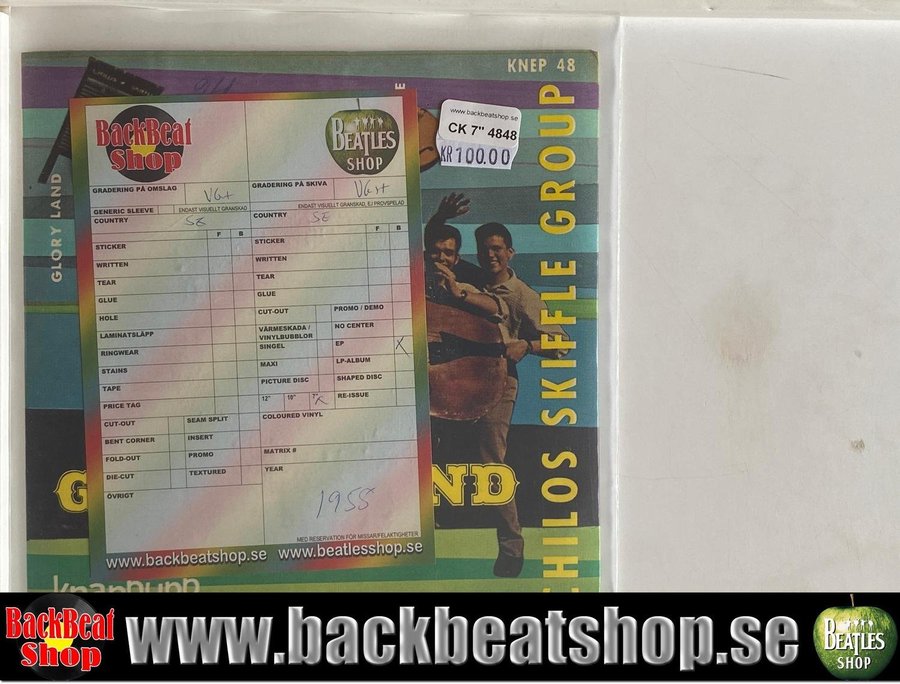 KNEP 48
GLORY LAND
CHILOS SKIFFLE GROUP
E
www.backbeatshop.se
CK 7" 4848
KR 100.00
BackBeat
Shop
BEATLES
SHOP
GRADERING PÅ OMSLAG VG+
GRADERING PÅ SKIVA VG++
GENERIC SLEEVE
ENDAST VISUELLT GRANSKAD
ENDAST VISUELLT GRANSKAD, EJ PROVSPELAD
COUNTRY SE
COUNTRY SE
F B
F B
STICKER
STICKER
WRITTEN
WRITTEN
TEAR
TEAR
GLUE
GLUE
HOLE
CUT-OUT
PROMO / DEMO
LAMINATSLÄPP
VÄRMESKADA /
VINYLBUBBLOR
NO CENTER
RINGWEAR
SINGEL
EP X
STAINS
MAXI
LP-ALBUM
TAPE
PICTURE DISC
SHAPED DISC
PRICE TAG
12" 10" 7" X
RE-ISSUE
CUT-OUT
SEAM SPLIT
COLOURED VINYL
BENT CORNER
INSERT
FOLD-OUT
PROMO
MATRIX #
DIE-CUT
TEXTURED
YEAR
ÖVRIGT
1958
MED RESERVATION FÖR MISSAR/FELAKTIGHETER
www.backbeatshop.se www.beatlesshop.se
G
ND
knappupp
BackBeat
Shop
www.backbeatshop.se
BEATLES
SHOP